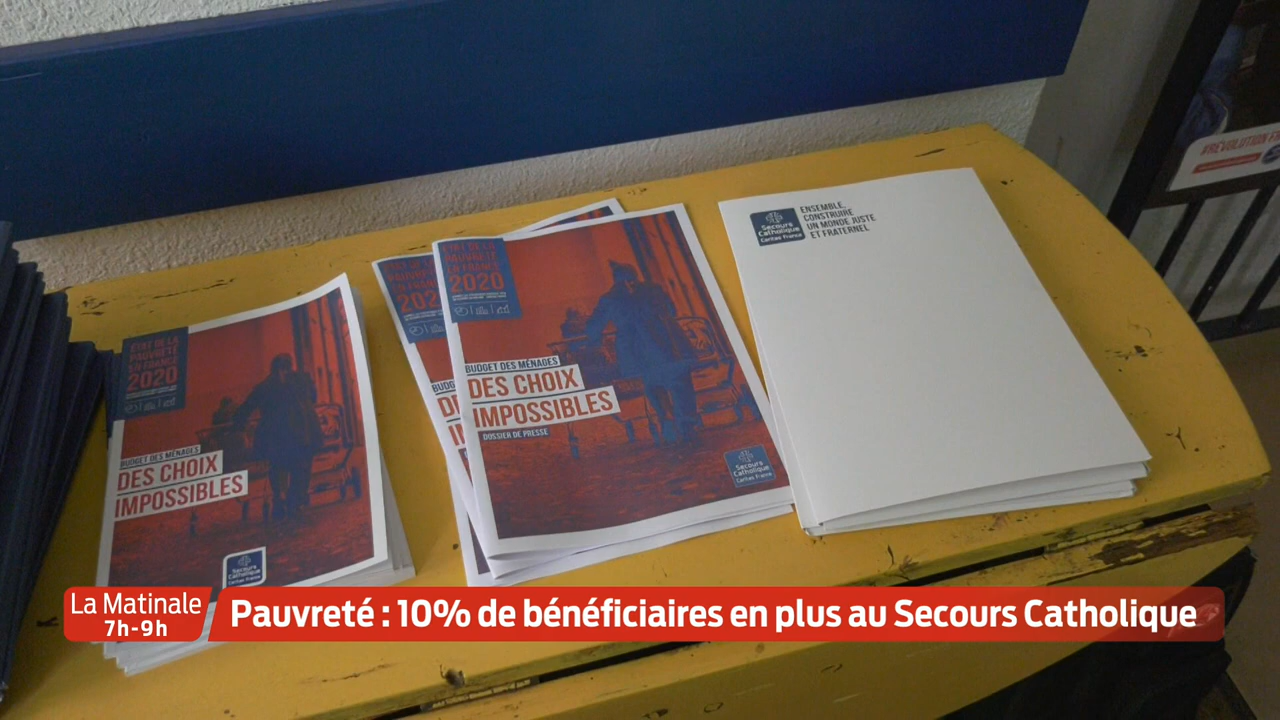 #REVOLUTION F
Secours
Catholique
Caritas France
ENSEMBLE,
CONSTRUIRE
UN MONDE JUSTE
ET FRATERNEL
ÉTAT DE LA
PAUVRETÉ
EN FRANCE
2020
BUDGET DES MÉNAGES
DES CHOIX
IMPOSSIBLES
DOSSIER DE PRESSE
Secours
Catholique
Caritas France
ÉTAT DE LA
PAUVRETÉ
EN FRANCE
2020
BUDGET DES MÉNAGES
DES CHOIX
IMPOSSIBLES
Secours
Catholique
Caritas France
La Matinale
7h-9h
Pauvreté : 10% de bénéficiaires en plus au Secours Catholique